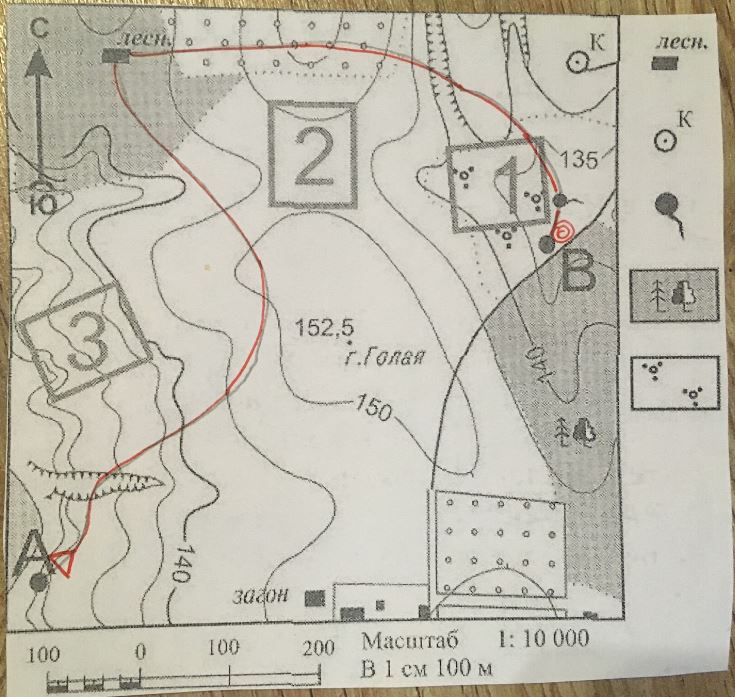 С
Ю
лесн.
К
лесн.
К
2
1
135
В
3
152,5
г.Голая
150
140
А
140
загон
100 0 100 200
Масштаб 1: 10 000
В 1 см 100 м